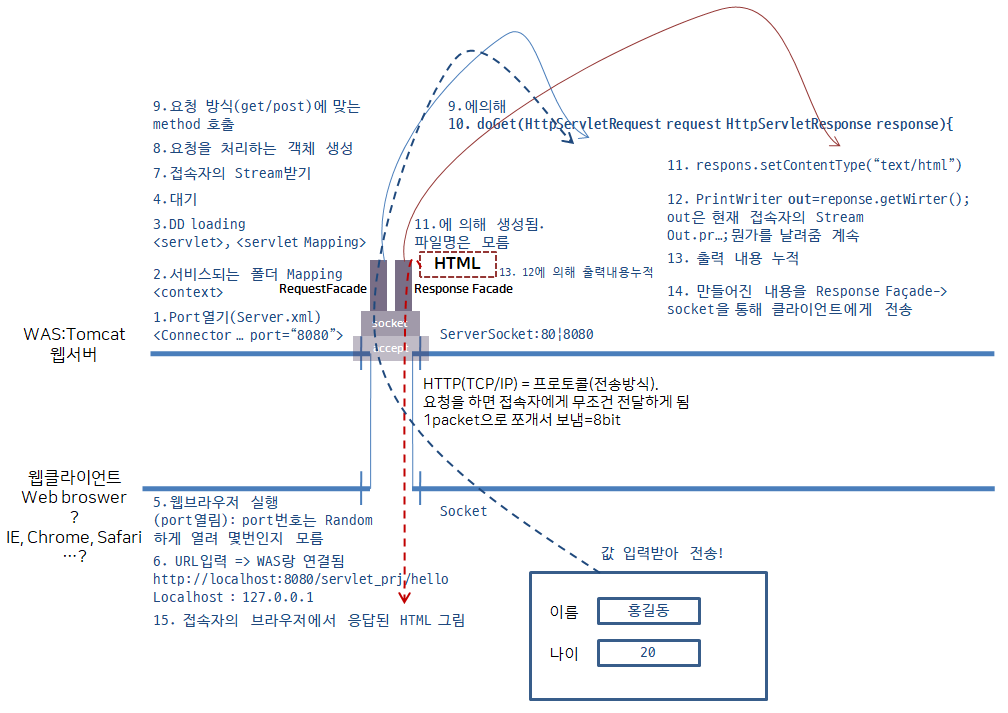 9.요청 방식(get/post)에 맞는
method 호출
8.요청을 처리하는 객체 생성
7.접속자의 Stream받기
4.대기
3.DD loading
<servlet>, <servlet Mapping>
2.서비스되는 폴더 Mapping
<context>
1.Port열기(Server.xml)
<Connector … port=“8080”>
WAS:Tomcat
웹서버
RequestFacade
Response Facade
socket
accept
9.에의해
10. doGet(HttpServletRequest request HttpServletResponse response){
11. respons.setContentType(“text/html”)
12. PrintWriter out=reponse.getWirter();
out은 현재 접속자의 Stream
Out.pr…;뭔가를 날려줌 계속
13. 출력 내용 누적
14. 만들어진 내용을 Response Façade->
socket을 통해 클라이언트에게 전송
11.에 의해 생성됨.
파일명은 모름
HTML
13. 12에 의해 출력내용누적
ServerSocket:80¦8080
HTTP(TCP/IP) = 프로토콜(전송방식).
요청을 하면 접속자에게 무조건 전달하게 됨
1packet으로 쪼개서 보냄=8bit
웹클라이언트
Web broswer
?
IE, Chrome, Safari
…?
5.웹브라우저 실행
(port열림): port번호는 Random
하게 열려 몇번인지 모름
6. URL입력 => WAS랑 연결됨
http://localhost:8080/servlet_prj/hello
Localhost : 127.0.0.1
15. 접속자의 브라우저에서 응답된 HTML 그림
Socket
값 입력받아 전송!
이름
홍길동
나이
20